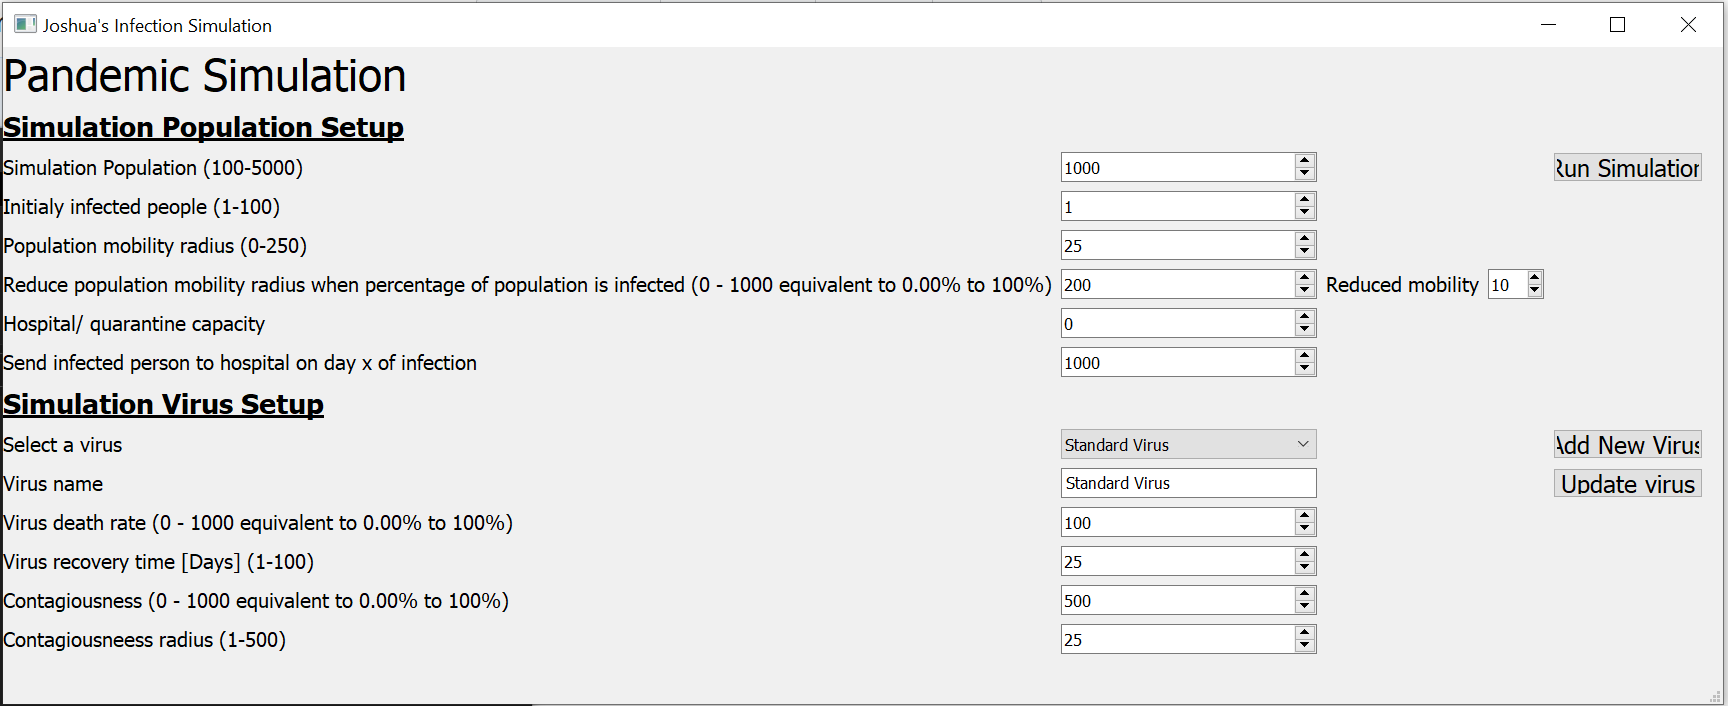 Joshua's Infection Simulation
Pandemic Simulation
Simulation Population Setup
Simulation Population (100-5000) 1000 Run Simulation
Initialy infected people (1-100) 1
Population mobility radius (0-250) 25
Reduce population mobility radius when percentage of population is infected (0 - 1000 equivalent to 0.00% to 100%) 200 Reduced mobility 10
Hospital/ quarantine capacity 0
Send infected person to hospital on day x of infection 1000
Simulation Virus Setup
Select a virus Standard Virus Add New Virus
Virus name Standard Virus Update virus
Virus death rate (0 - 1000 equivalent to 0.00% to 100%) 100
Virus recovery time [Days] (1-100) 25
Contagiousness (0 - 1000 equivalent to 0.00% to 100%) 500
Contagiousneess radius (1-500) 25